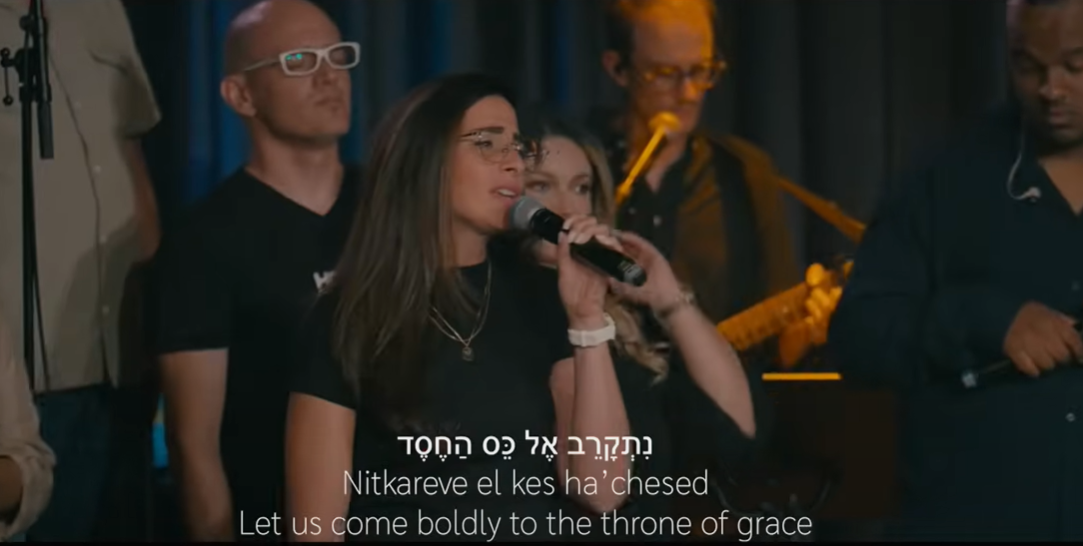 נִתְקָרֵב אֶל כֵּס הַחֶסֶד
Nitkareve el kes ha'chesed
Let us come boldly to the throne of grace